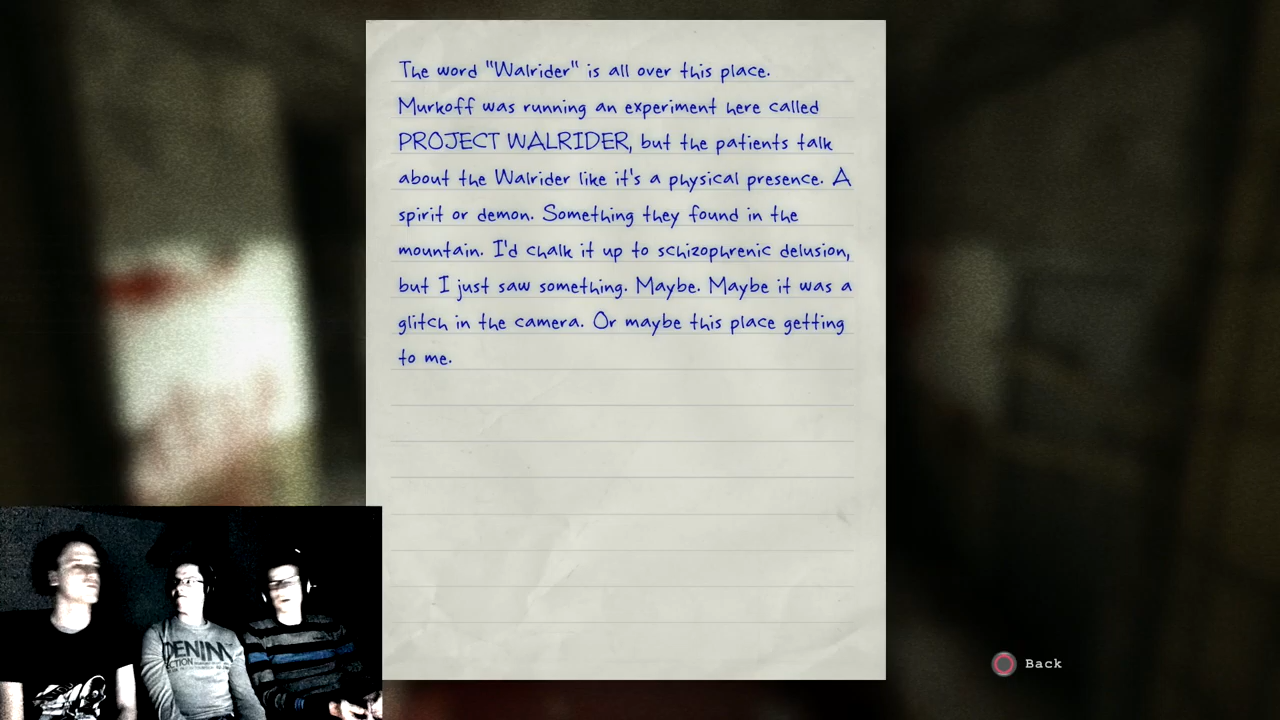 The word "Walrider" is all over this place.
Murkoff was running an experiment here called
PROJECT WALRIDER, but the patients talk
about the Walrider like it's a physical presence. A
spirit or demon. Something they found in the
mountain. I'd chalk it up to schizophrenic delusion,
but I just saw something. Maybe. Maybe it was a
glitch in the camera. Or maybe this place getting
to me.
DENIM
Back